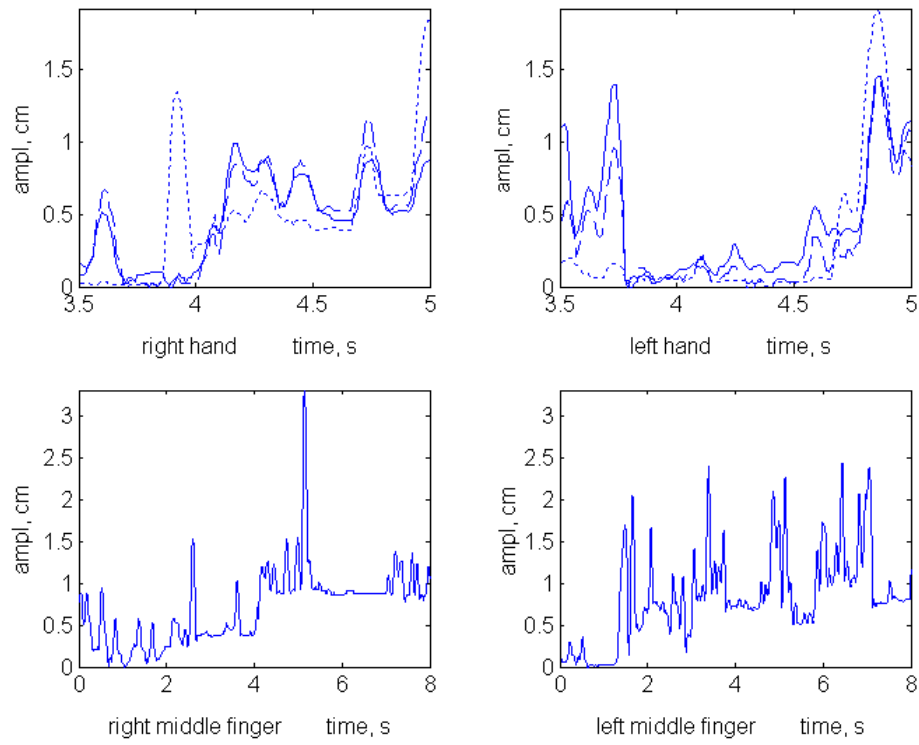 ampl, cm
1.5
1
0.5
0
3.5 4 4.5 5
right hand time, s
ampl, cm
1.5
1
0.5
0
3.5 4 4.5 5
left hand time, s
ampl, cm
3
2.5
2
1.5
1
0.5
0
0 2 4 6 8
right middle finger time, s
ampl, cm
3
2.5
2
1.5
1
0.5
0
0 2 4 6 8
left middle finger time, s